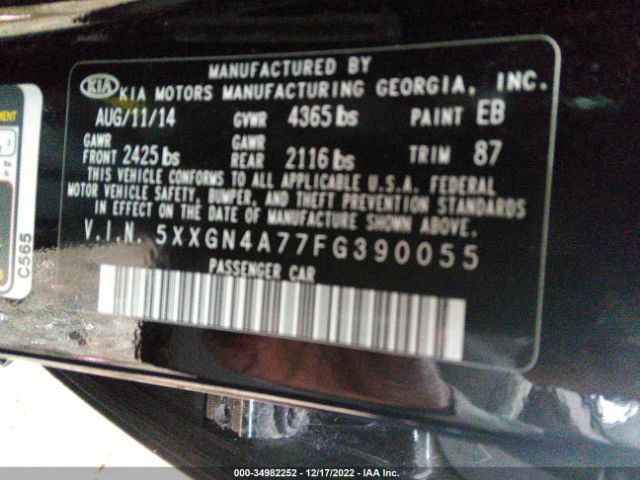 MANUFACTURED BY
KIA KIA MOTORS MANUFACTURING GEORGIA, INC.
AUG/11/14 GVWR 4365 lbs PAINT EB
GAWR FRONT 2425 lbs GAWR REAR 2116 lbs TRIM 87
THIS VEHICLE CONFORMS TO ALL APPLICABLE U.S.A. FEDERAL
MOTOR VEHICLE SAFETY, BUMPER, AND THEFT PREVENTION STANDARDS
IN EFFECT ON THE DATE OF MANUFACTURE SHOWN ABOVE.
V.I.N. 5XXGN4A77FG390055
PASSENGER CAR
C565
000-34982252 - 12/17/2022 - IAA Inc.